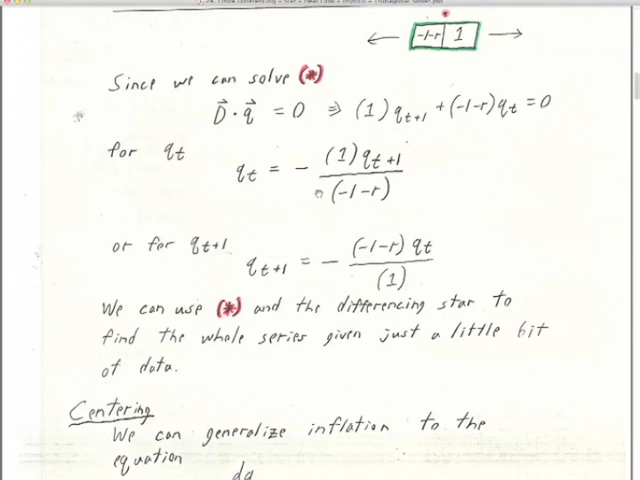 -1-r 1
Since we can solve (*)
D⃗ · q⃗ = 0 ⇒ (1) q_{t+1} + (-1-r) q_t = 0
for q_t
q_t = - (1) q_{t+1} / (-1-r)
or for q_{t+1}
q_{t+1} = - (-1-r) q_t / (1)
We can use (*) and the differencing star to
find the whole series given just a little bit
of data.
Centering
We can generalize inflation to the
equation
dq